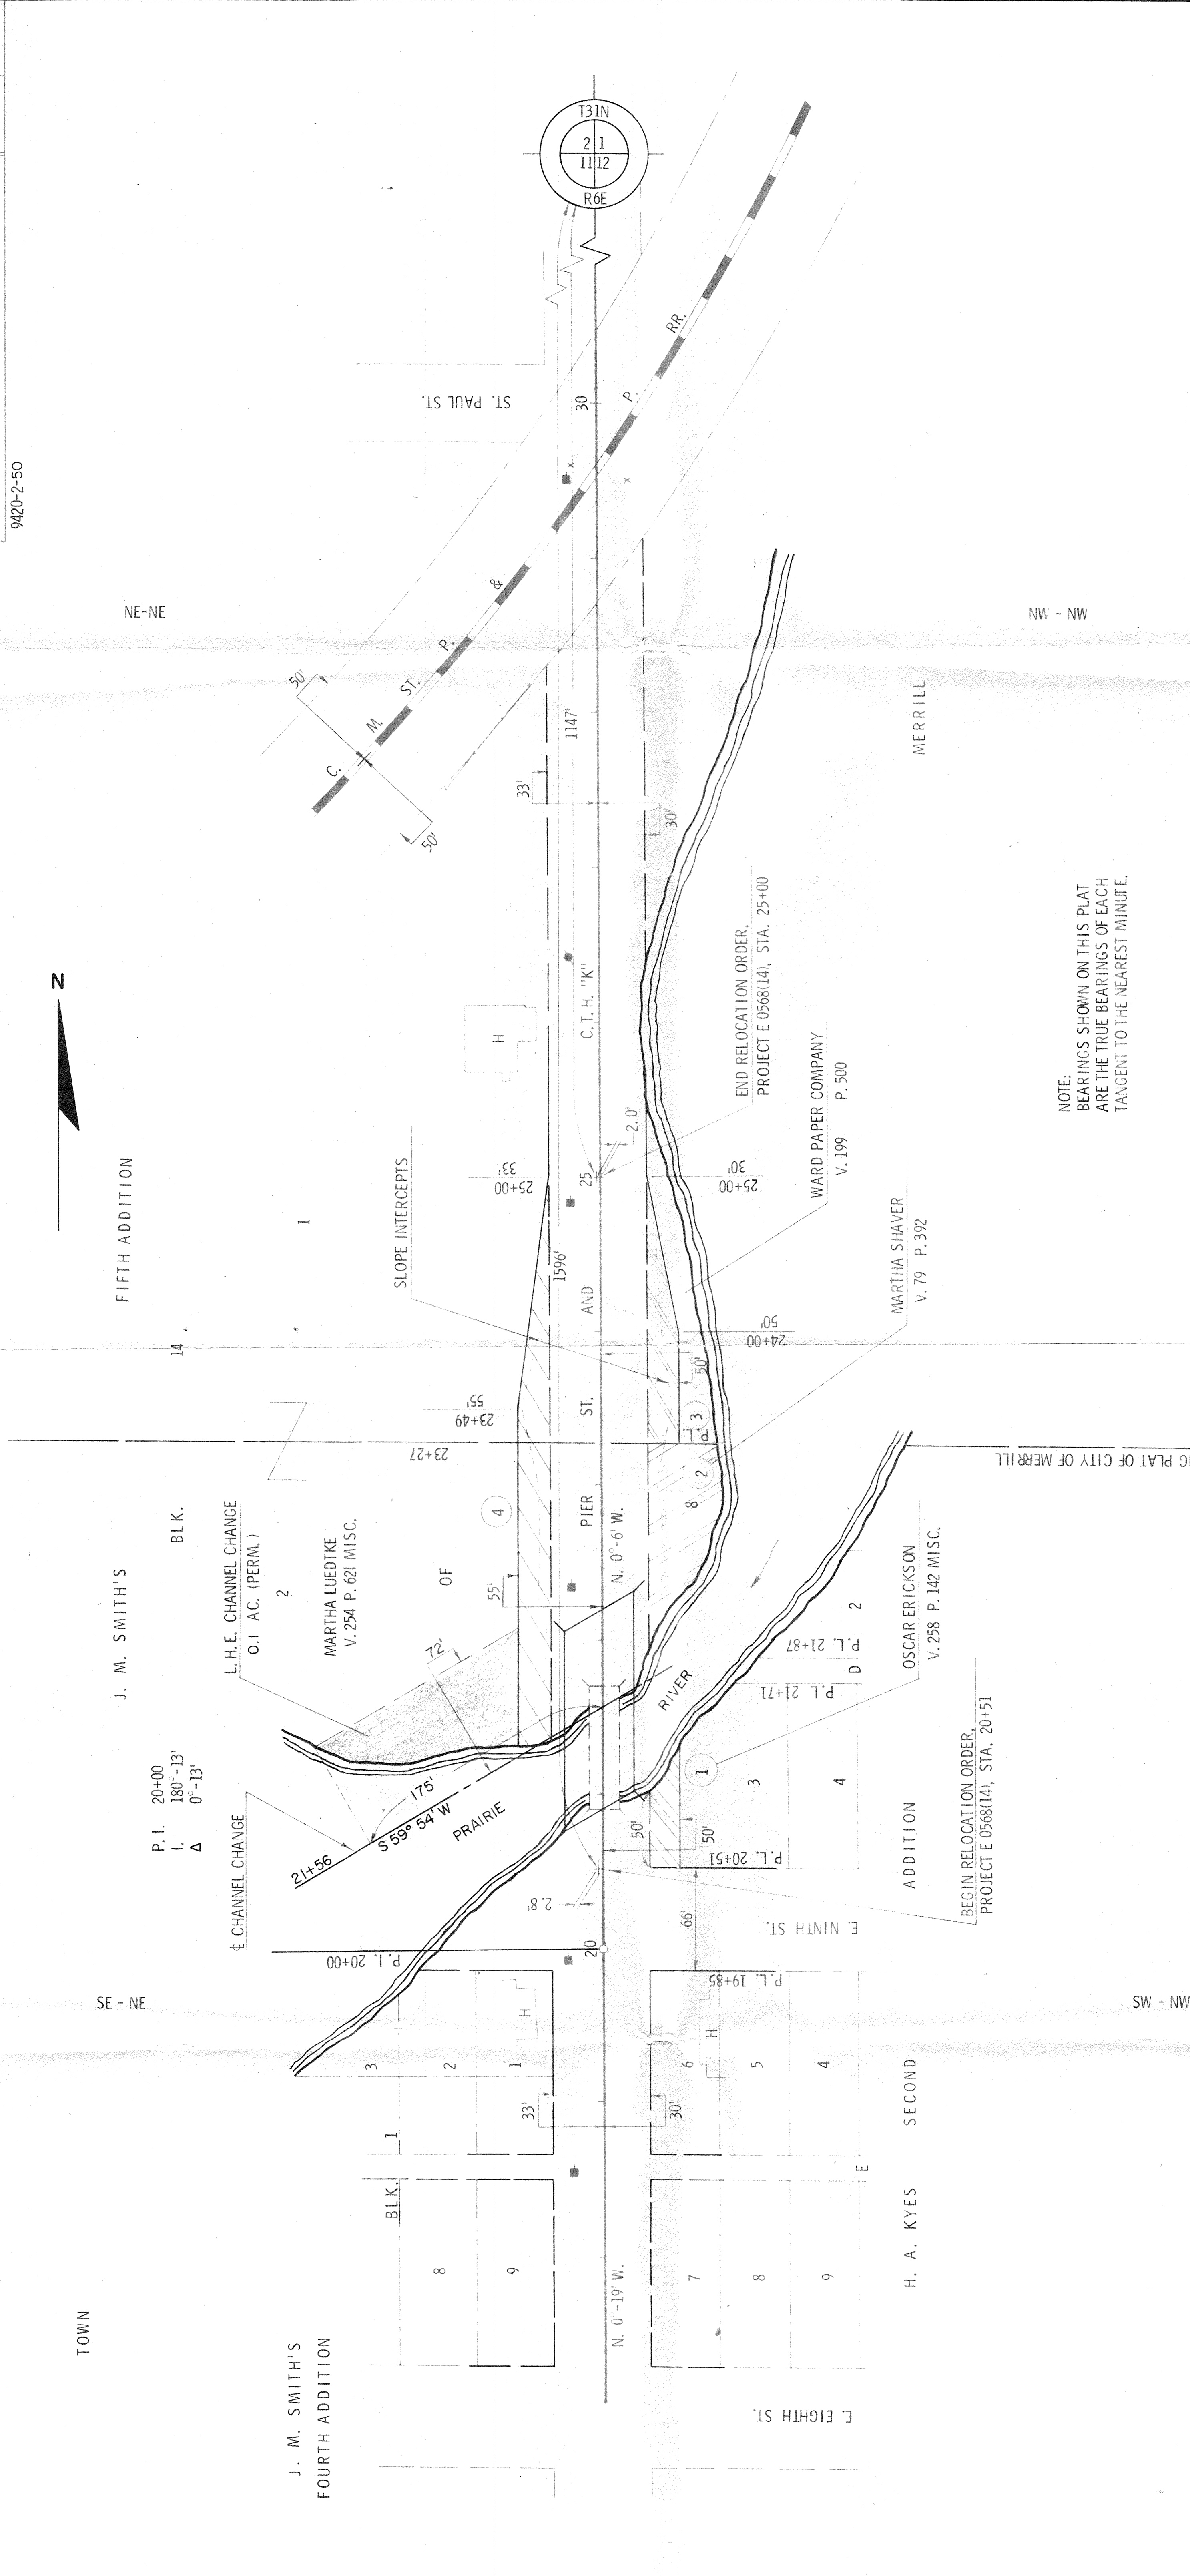 T31N
2 1
11 12
R6E
9420-2-50
ST. PAUL ST.
30
C. M. ST. P. & P. RR.
NE-NE
NW - NW
50'
50'
1147'
33'
30'
MERRILL
N
C.T.H. "K"
H
END RELOCATION ORDER,
PROJECT E 0568(14), STA. 25+00
WARD PAPER COMPANY
V. 199 P. 500
NOTE:
BEARINGS SHOWN ON THIS PLAT
ARE THE TRUE BEARINGS OF EACH
TANGENT TO THE NEAREST MINUTE.
2.0'
33'
25+00
25
30'
25+00
FIFTH ADDITION
1
SLOPE INTERCEPTS
1596'
AND
MARTHA SHAVER
V. 79 P. 392
50'
24+00
14
50'
55'
23+49
ST.
3
P.L.
23+27
G PLAT OF CITY OF MERRILL
2
8
4
PIER
N. 0°-6' W.
BLK.
J. M. SMITH'S
L.H.E. CHANNEL CHANGE
0.1 AC. (PERM.)
2
MARTHA LUEDTKE
V. 254 P. 621 MISC.
OF
55'
72'
OSCAR ERICKSON
V. 258 P. 142 MISC.
2
P.L. 21+87
D
P.L. 21+71
RIVER
1
3
4
P. I. 20+00
I. 180°-13'
Δ 0°-13'
175'
S 59° 54' W
21+56
PRAIRIE
℄ CHANNEL CHANGE
50'
50'
P.L. 20+51
ADDITION
BEGIN RELOCATION ORDER,
PROJECT E 0568(14), STA. 20+51
2.8'
66'
E. NINTH ST.
P. I. 20+00
20
P.L. 19+85
SE - NE
SW - NW
H
H
3
2
1
6
5
4
33'
30'
1
BLK.
E
SECOND
H. A. KYES
8
9
7
8
9
N. 0°-19' W.
TOWN
J. M. SMITH'S
FOURTH ADDITION
E. EIGHTH ST.